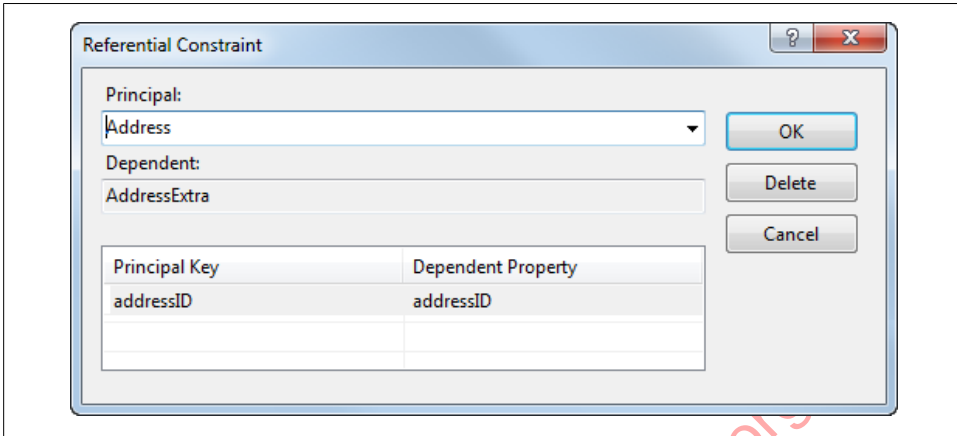 Referential Constraint
Principal:
Address
OK
Dependent:
AddressExtra
Delete
Cancel
Principal Key Dependent Property
addressID addressID